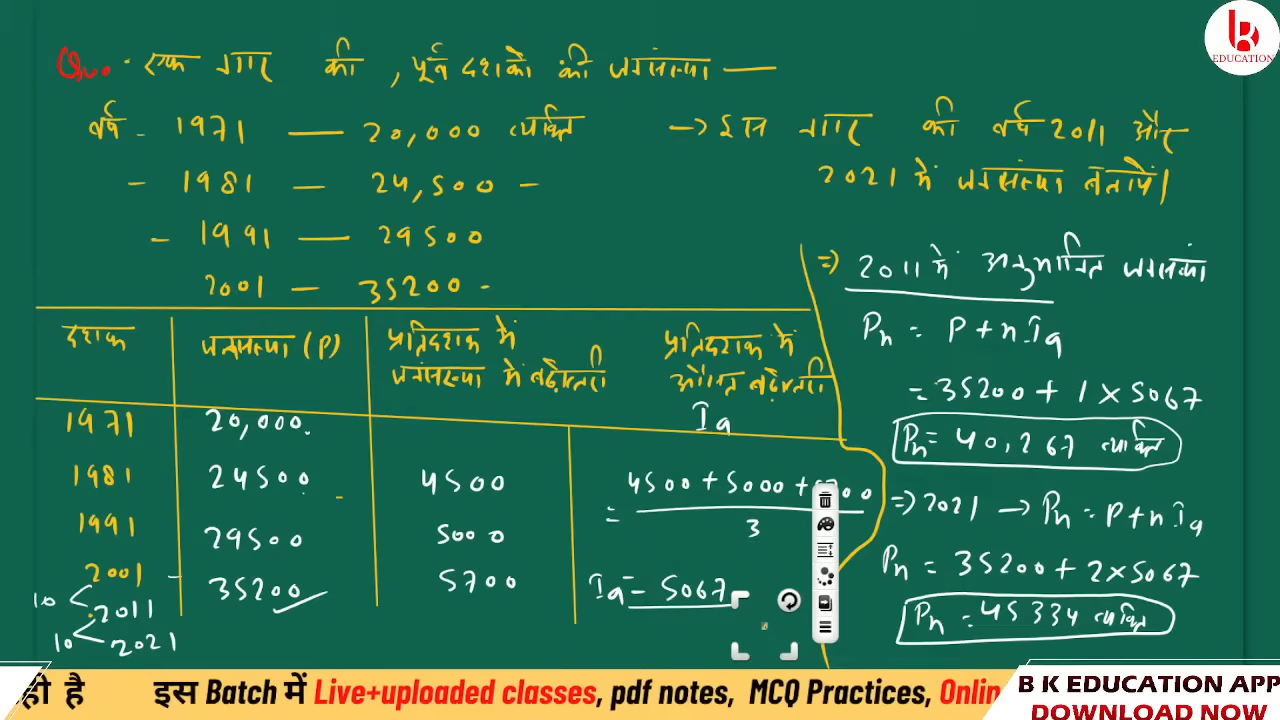 Que. एक नगर की, पूर्व दशको की जनसंख्या —
वर्ष - 1971 — 20,000 व्यक्ति
- 1981 — 24,500 -
- 1991 — 29500
2001 — 35200 -
→ इस नगर की वर्ष 2011 और
2021 में जनसंख्या बतायें।
दशक
जनसंख्या (P)
प्रतिदशक में
जनसंख्या में बढ़ोत्तरी
प्रतिदशक में
औसत बढ़ोत्तरी
Ia
1971 20,000.
1981 24500 4500
1991 29500 5000
2001 - 35200 5700
10 < 2011
10 < 2021
4500 + 5000 + 5700
= 3
Ia = 5067
⇒ 2011 में अनुमानित जनसंख्या
Pn = P + n Ia
= 35200 + 1 × 5067
Pn = 40,267 व्यक्ति
⇒ 2021 → Pn = P + n Ia
Pn = 35200 + 2 × 5067
Pn = 45334 व्यक्ति
k
EDUCATION
ही है इस Batch में Live+uploaded classes, pdf notes, MCQ Practices, Onlin
B K EDUCATION APP
DOWNLOAD NOW